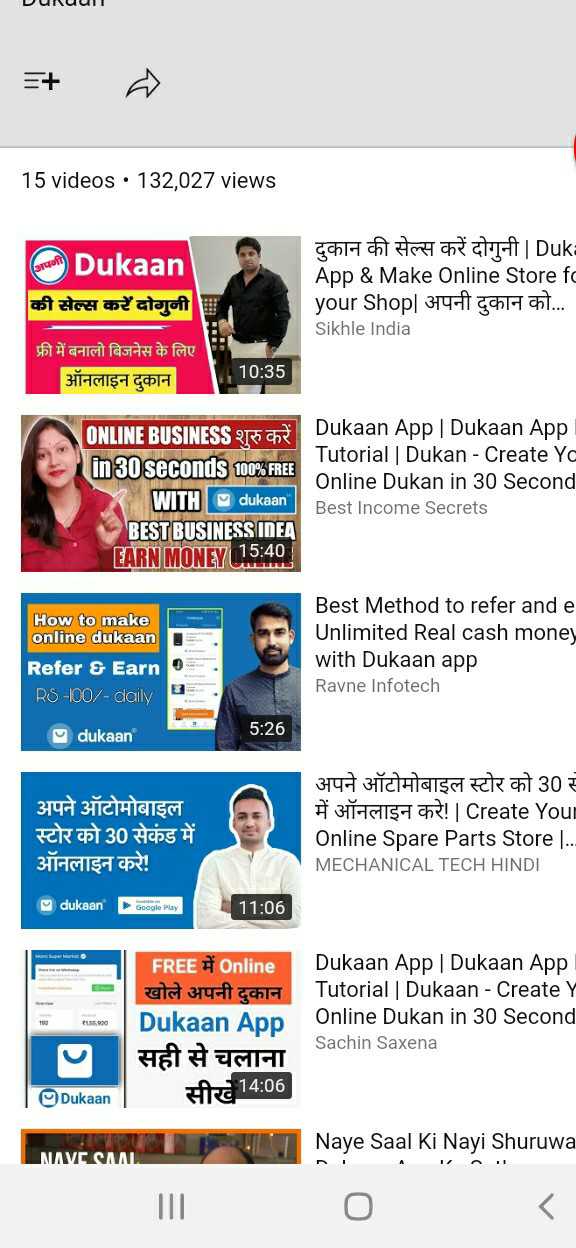 15 videos • 132,027 views
अपनी Dukaan
की सेल्स करें दोगुनी
फ्री में बनालो बिजनेस के लिए
ऑनलाइन दुकान
10:35
दुकान की सेल्स करें दोगुनी | Duk
App & Make Online Store fo
your Shop| अपनी दुकान को...
Sikhle India
ONLINE BUSINESS शुरु करें
in 30 seconds 100% FREE
WITH dukaan
BEST BUSINESS IDEA
EARN MONEY
15:40
Dukaan App | Dukaan App |
Tutorial | Dukan - Create Yo
Online Dukan in 30 Second
Best Income Secrets
How to make
online dukaan
Refer & Earn
RS -100/- daily
dukaan
5:26
Best Method to refer and e
Unlimited Real cash money
with Dukaan app
Ravne Infotech
अपने ऑटोमोबाइल
स्टोर को 30 सेकंड में
ऑनलाइन करे!
dukaan Google Play
11:06
अपने ऑटोमोबाइल स्टोर को 30
में ऑनलाइन करे! | Create Your
Online Spare Parts Store |...
MECHANICAL TECH HINDI
FREE में Online
खोले अपनी दुकान
Dukaan App
सही से चलाना
सीखें
14:06
192 ₹1,55,920
Dukaan
Dukaan App | Dukaan App |
Tutorial | Dukaan - Create Y
Online Dukan in 30 Second
Sachin Saxena
NAYE SAAL
Naye Saal Ki Nayi Shuruwa